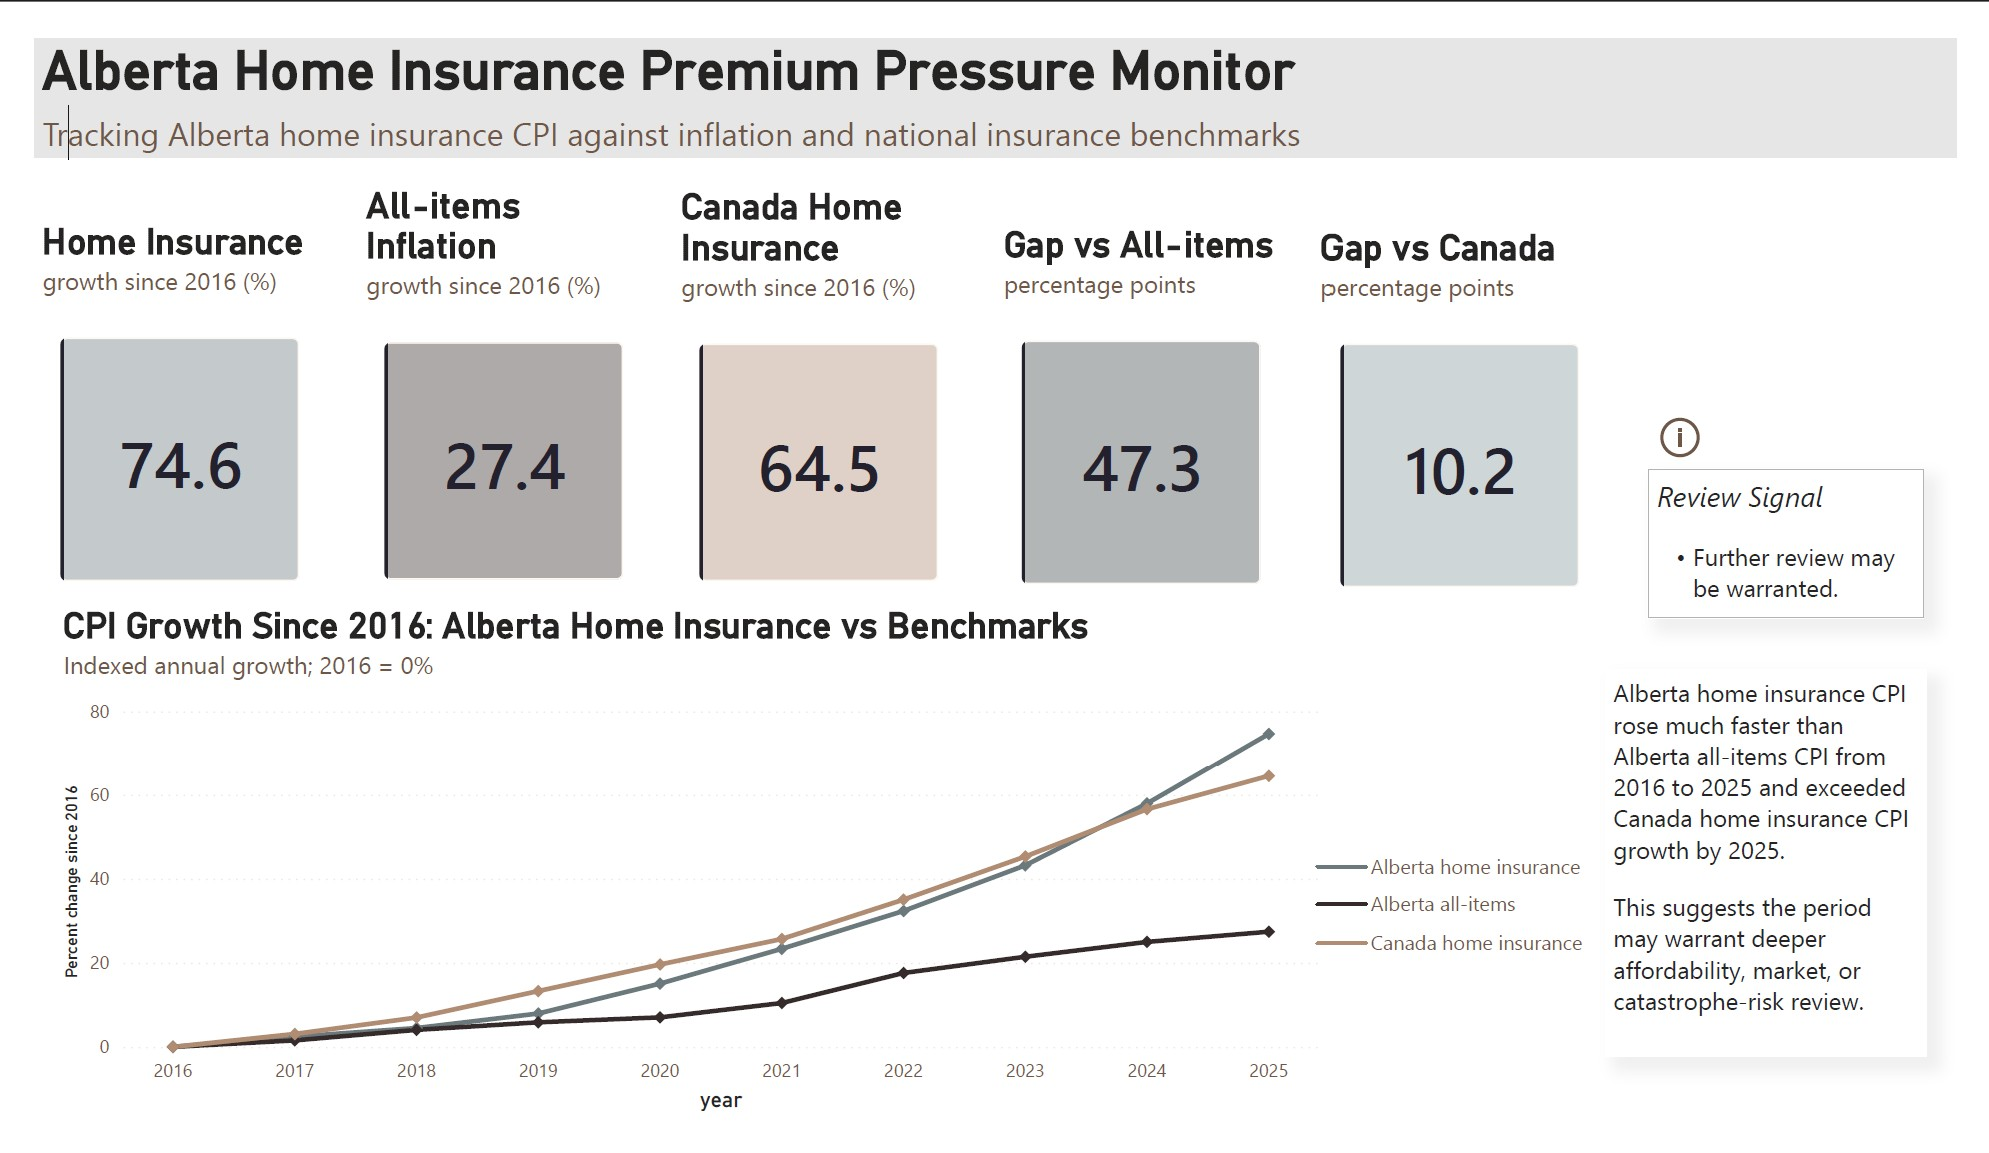 Alberta Home Insurance Premium Pressure Monitor
Tracking Alberta home insurance CPI against inflation and national insurance benchmarks
Home Insurance
growth since 2016 (%)
74.6
All-items
Inflation
growth since 2016 (%)
27.4
Canada Home
Insurance
growth since 2016 (%)
64.5
Gap vs All-items
percentage points
47.3
Gap vs Canada
percentage points
10.2
i
Review Signal
• Further review may
be warranted.
CPI Growth Since 2016: Alberta Home Insurance vs Benchmarks
Indexed annual growth; 2016 = 0%
Percent change since 2016
80
60
40
20
0
2016 2017 2018 2019 2020 2021 2022 2023 2024 2025
year
Alberta home insurance
Alberta all-items
Canada home insurance
Alberta home insurance CPI
rose much faster than
Alberta all-items CPI from
2016 to 2025 and exceeded
Canada home insurance CPI
growth by 2025.
This suggests the period
may warrant deeper
affordability, market, or
catastrophe-risk review.